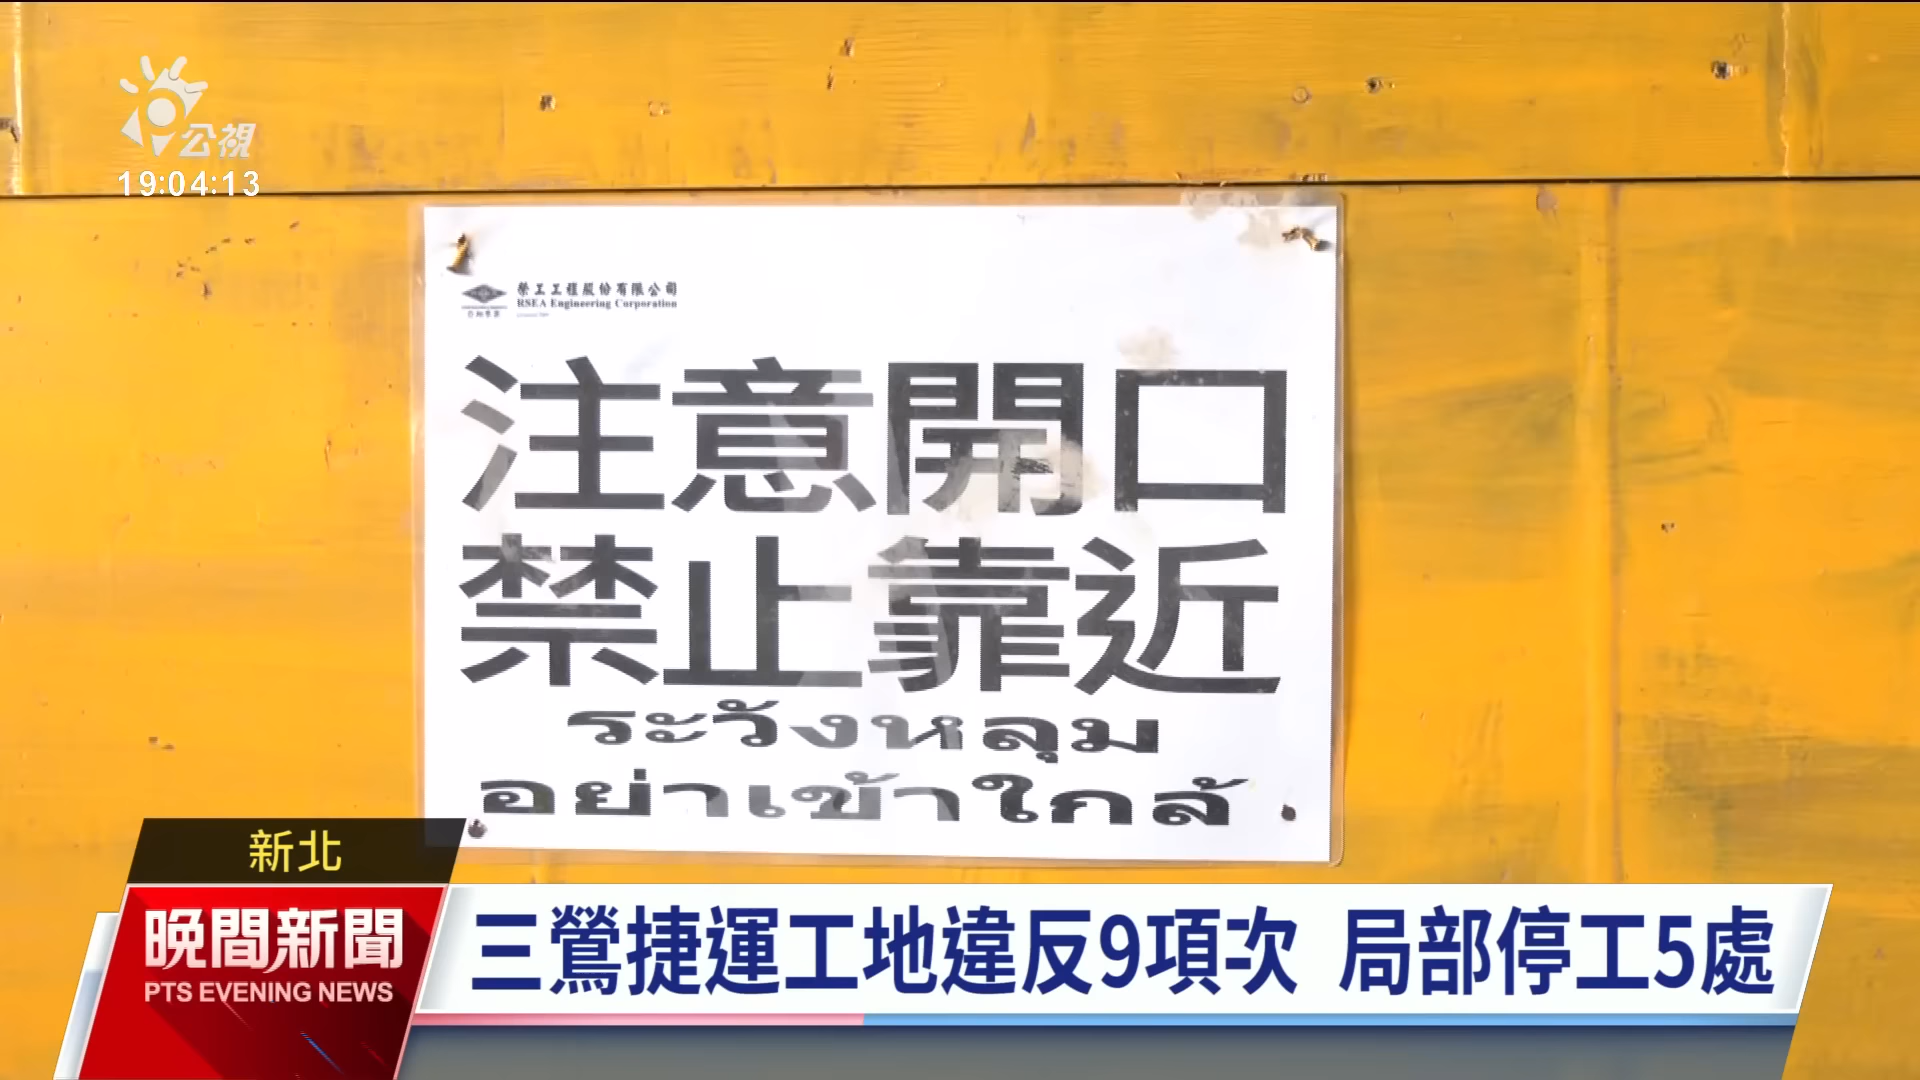 公視
19:04:13
榮工工程股份有限公司
RSEA Engineering Corporation
注意開口
禁止靠近
ระวังหลุม
อย่าเข้าใกล้
新北
晚間新聞
PTS EVENING NEWS
三鶯捷運工地違反9項次 局部停工5處